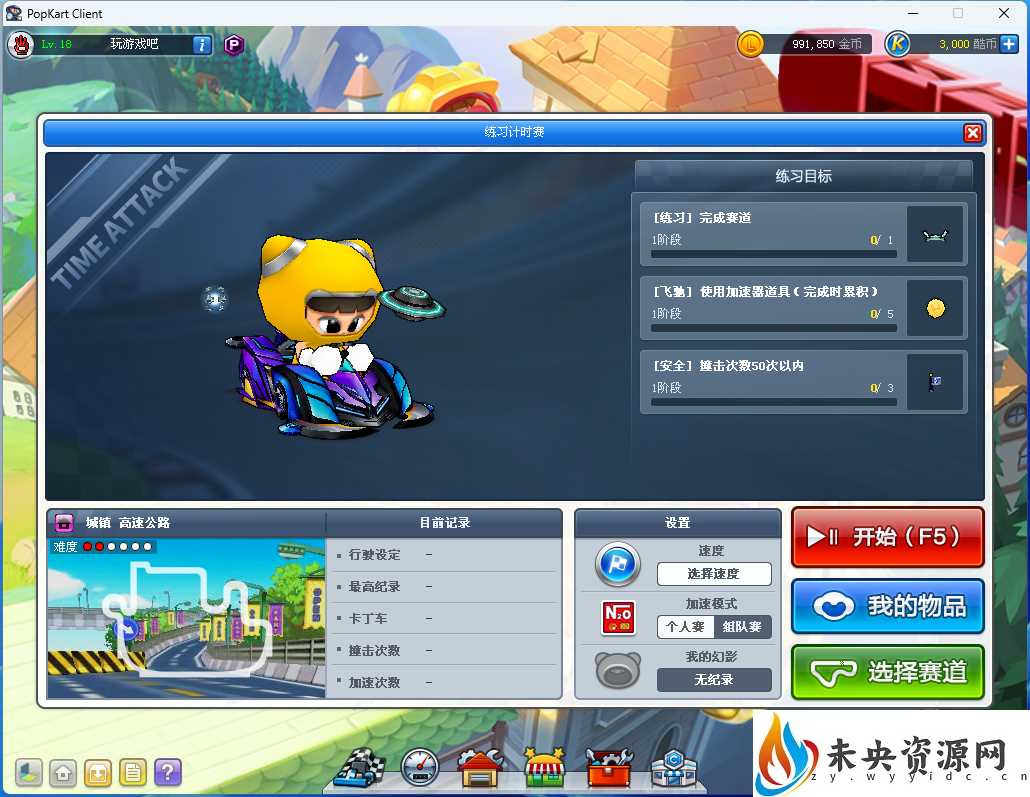 PopKart Client
Lv. 18 玩游戏吧 i P
L 991,850 金币 K 3,000 酷币
练习计时赛
TIME ATTACK
练习目标
[练习] 完成赛道
1阶段 0/ 1
[飞驰] 使用加速器道具(完成时累积)
1阶段 0/ 5
[安全] 撞击次数50次以内
1阶段 0/ 3
城镇 高速公路
目前记录
难度
行驶设定 -
最高纪录 -
卡丁车 -
撞击次数 -
加速次数 -
设置
速度
选择速度
加速模式
个人赛 组队赛
我的幻影
无纪录
开始(F5)
我的物品
选择赛道
未央资源网
zy.wyyidc.cn